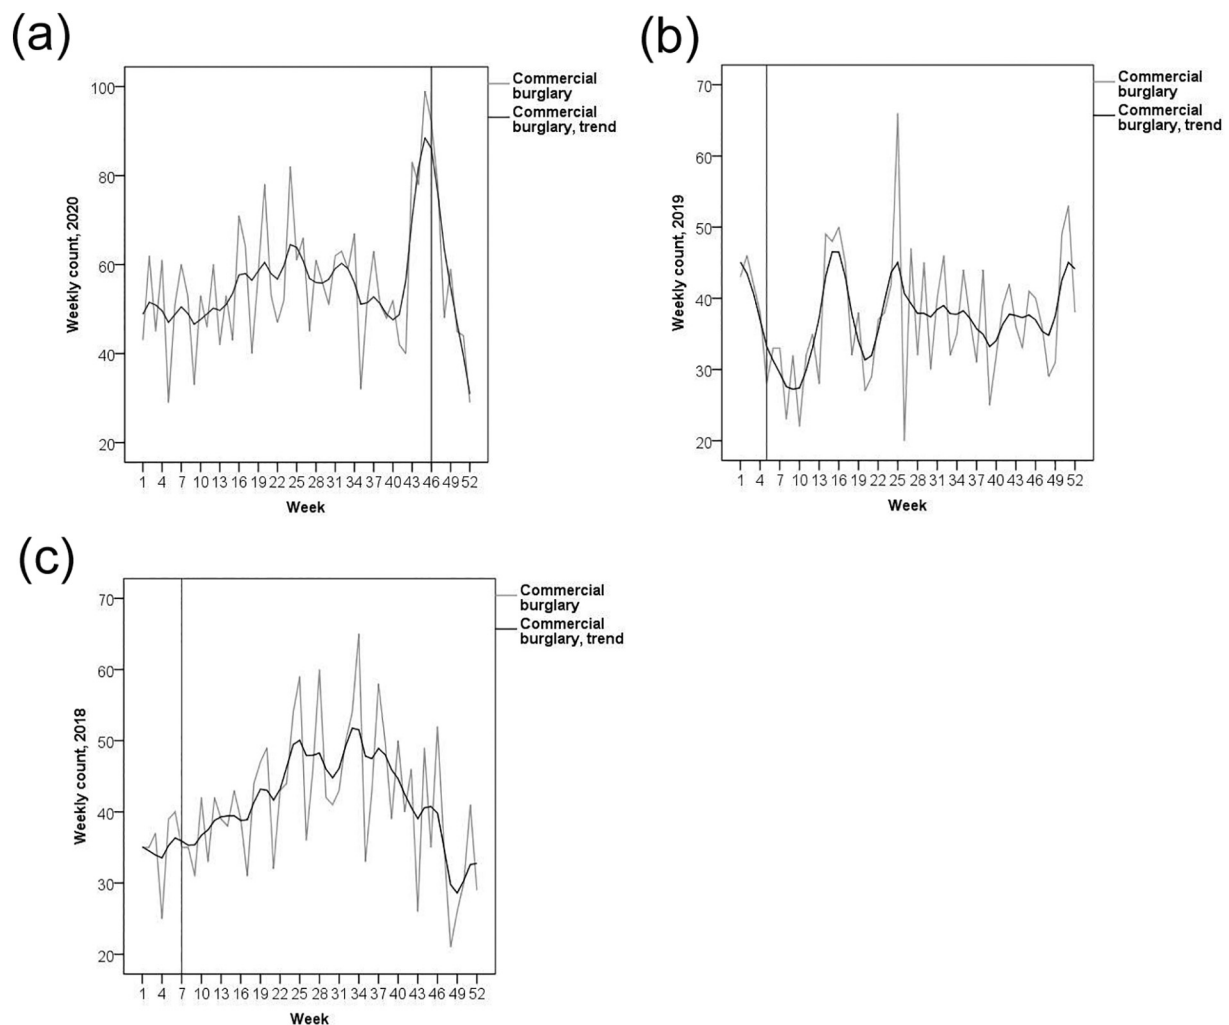 (a)
Commercial
burglary
Commercial
burglary, trend
Weekly count, 2020
100
80
60
40
20
1 4 7 10 13 16 19 22 25 28 31 34 37 40 43 46 49 52
Week
(b)
Commercial
burglary
Commercial
burglary, trend
Weekly count, 2019
70
60
50
40
30
20
1 4 7 10 13 16 19 22 25 28 31 34 37 40 43 46 49 52
Week
(c)
Commercial
burglary
Commercial
burglary, trend
Weekly count, 2018
70
60
50
40
30
20
1 4 7 10 13 16 19 22 25 28 31 34 37 40 43 46 49 52
Week